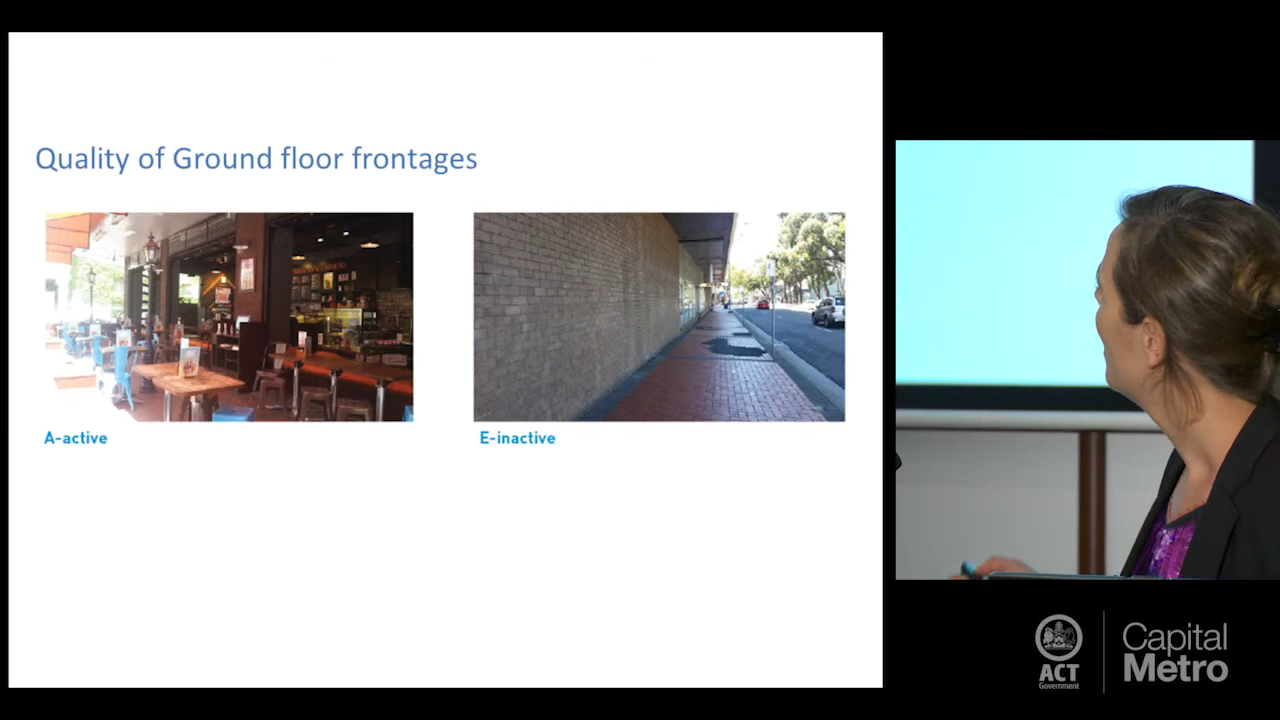 Quality of Ground floor frontages
A-active
E-inactive
ACT
Government
Capital
Metro